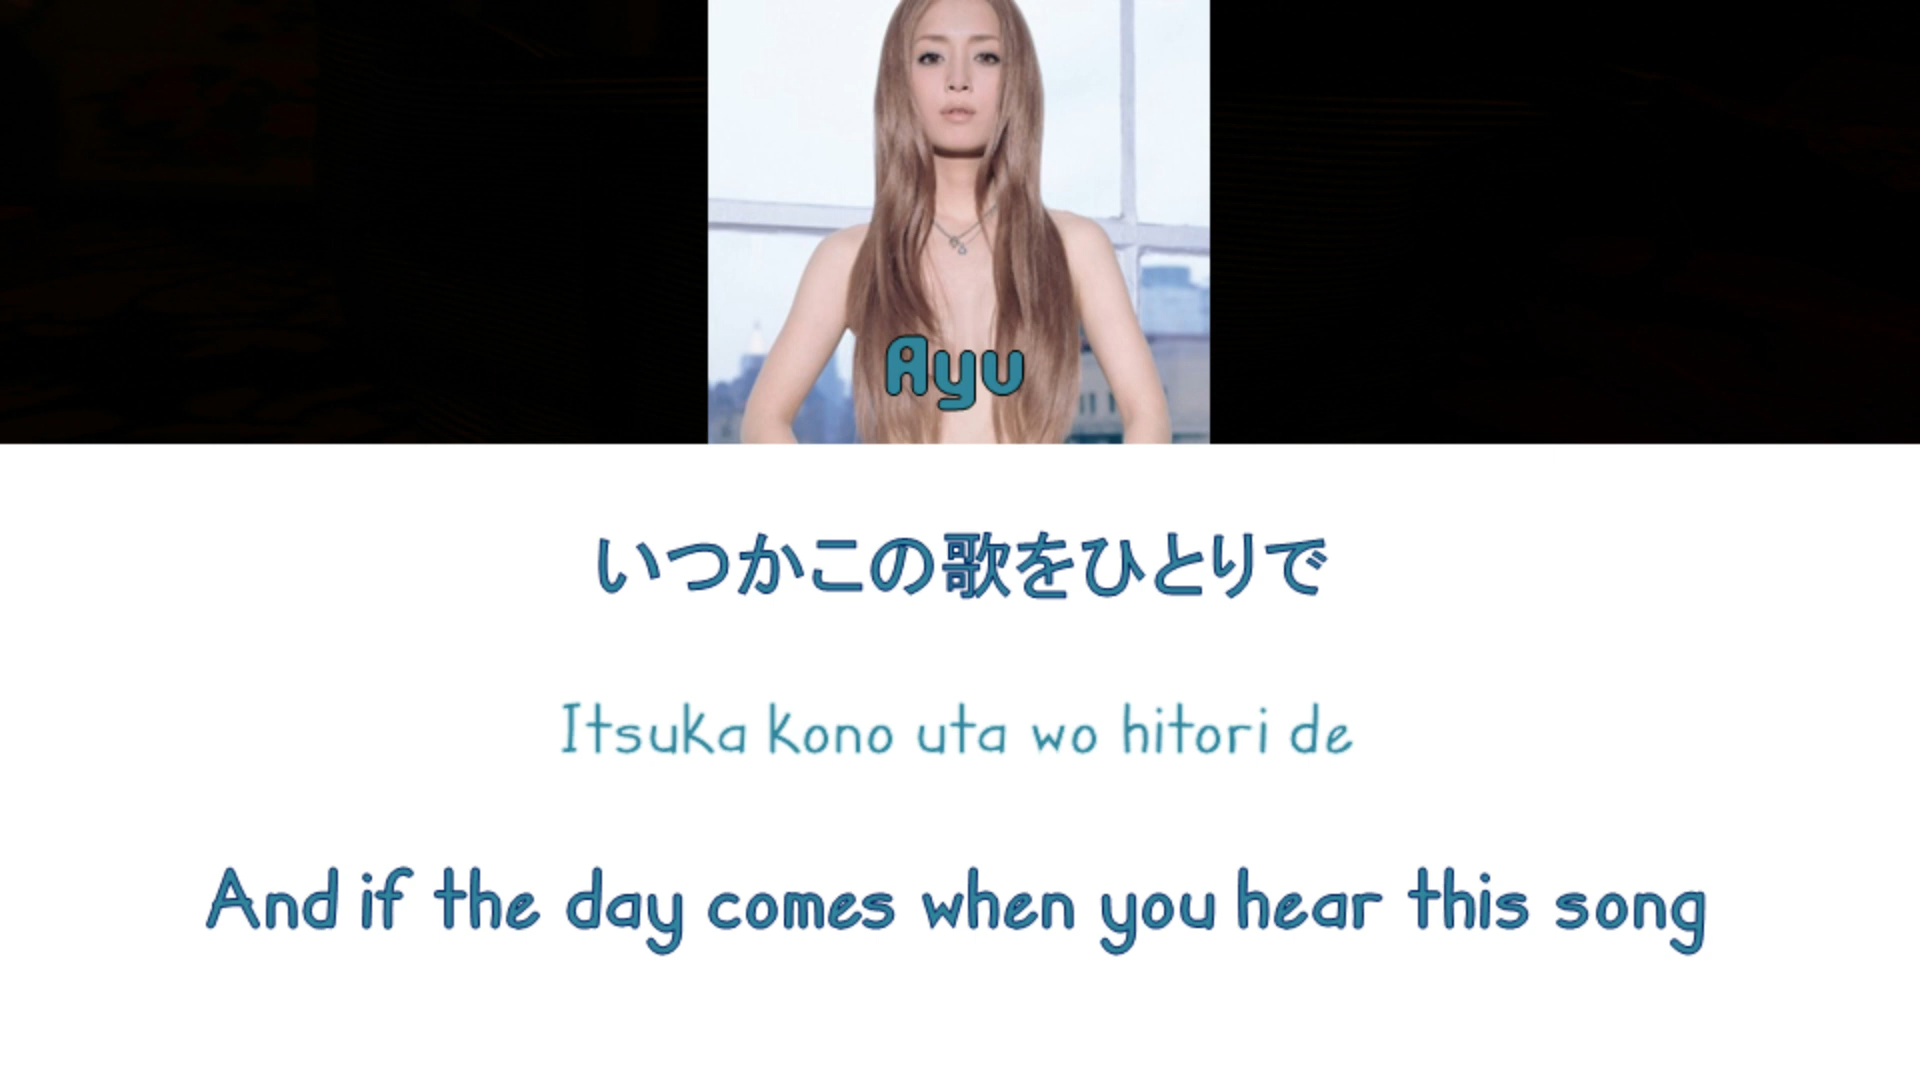 Ayu
いつかこの歌をひとりで
Itsuka kono uta wo hitori de
And if the day comes when you hear this song